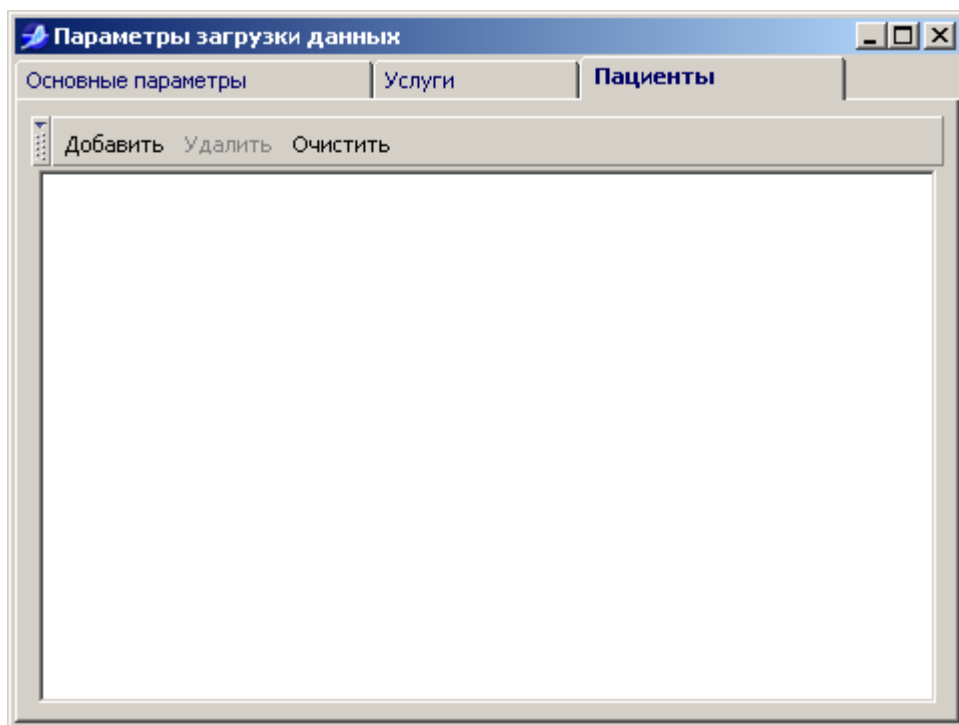 Параметры загрузки данных
Основные параметры Услуги Пациенты
Добавить Удалить Очистить